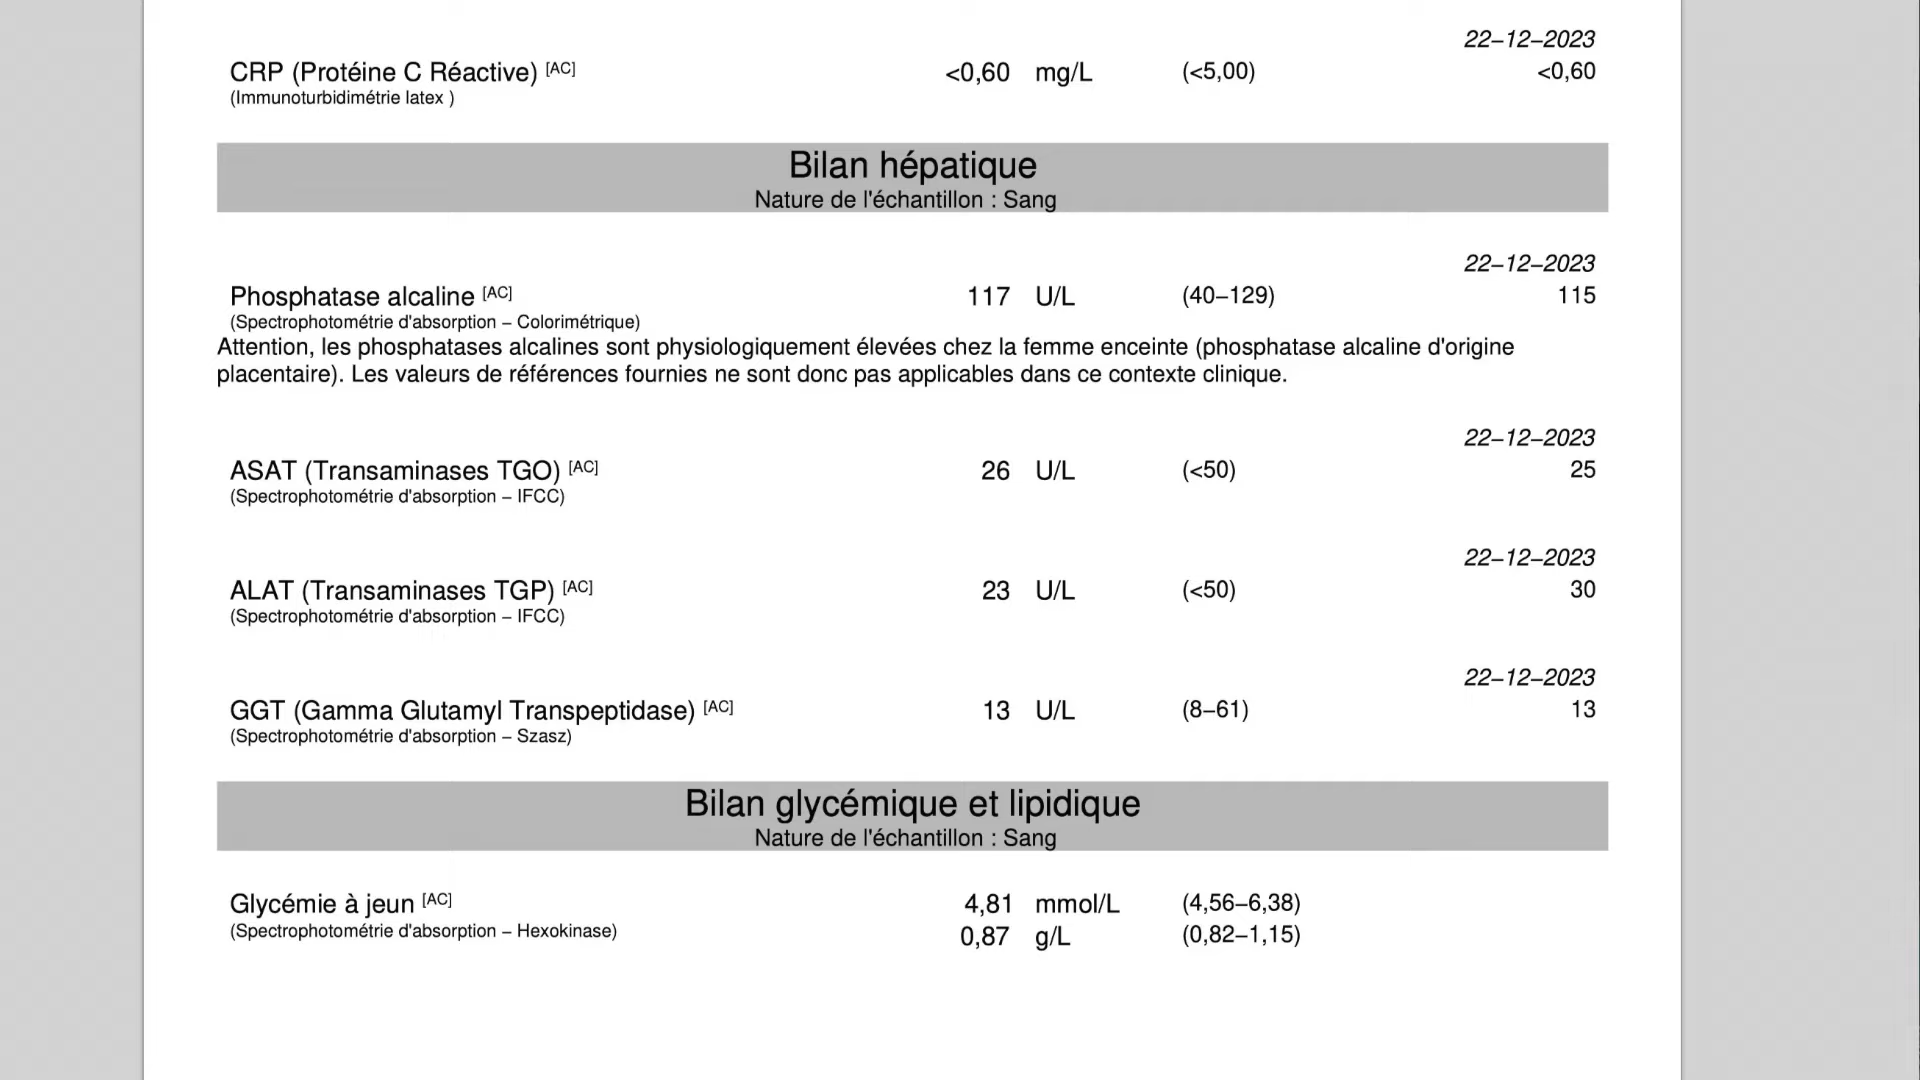 22–12–2023
CRP (Protéine C Réactive) [AC] <0,60 mg/L (<5,00) <0,60
(Immunoturbidimétrie latex )
Bilan hépatique
Nature de l'échantillon : Sang
22–12–2023
Phosphatase alcaline [AC] 117 U/L (40–129) 115
(Spectrophotométrie d'absorption – Colorimétrique)
Attention, les phosphatases alcalines sont physiologiquement élevées chez la femme enceinte (phosphatase alcaline d'origine
placentaire). Les valeurs de références fournies ne sont donc pas applicables dans ce contexte clinique.
22–12–2023
ASAT (Transaminases TGO) [AC] 26 U/L (<50) 25
(Spectrophotométrie d'absorption – IFCC)
22–12–2023
ALAT (Transaminases TGP) [AC] 23 U/L (<50) 30
(Spectrophotométrie d'absorption – IFCC)
22–12–2023
GGT (Gamma Glutamyl Transpeptidase) [AC] 13 U/L (8–61) 13
(Spectrophotométrie d'absorption – Szasz)
Bilan glycémique et lipidique
Nature de l'échantillon : Sang
Glycémie à jeun [AC] 4,81 mmol/L (4,56–6,38)
(Spectrophotométrie d'absorption – Hexokinase) 0,87 g/L (0,82–1,15)